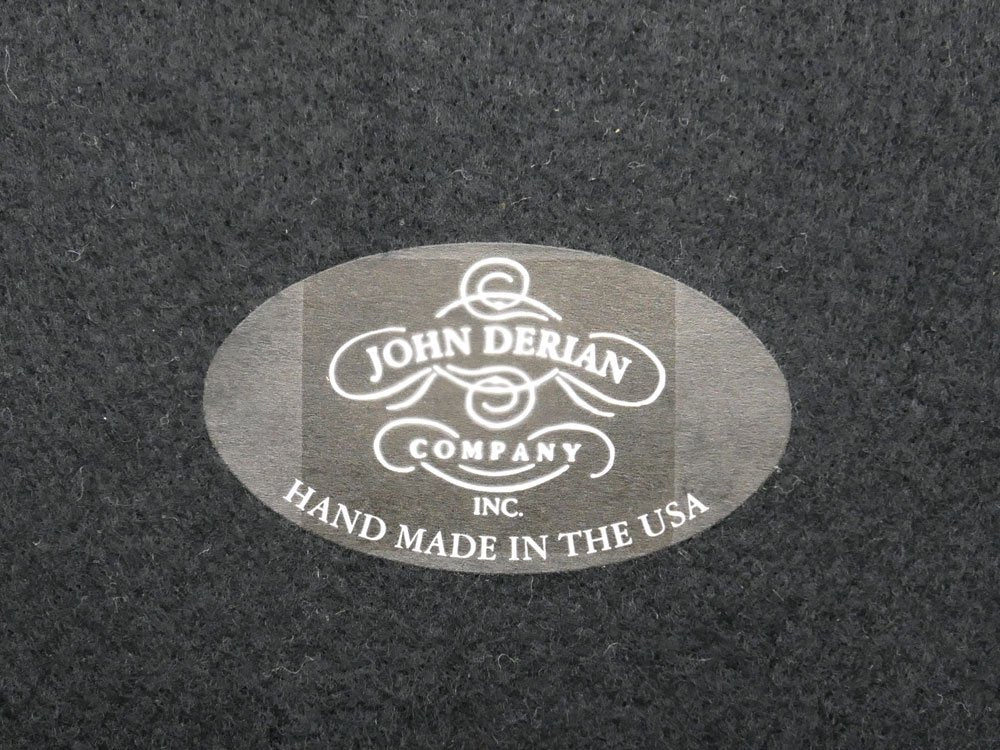 JOHN DERIAN
COMPANY
INC.
HAND MADE IN THE USA